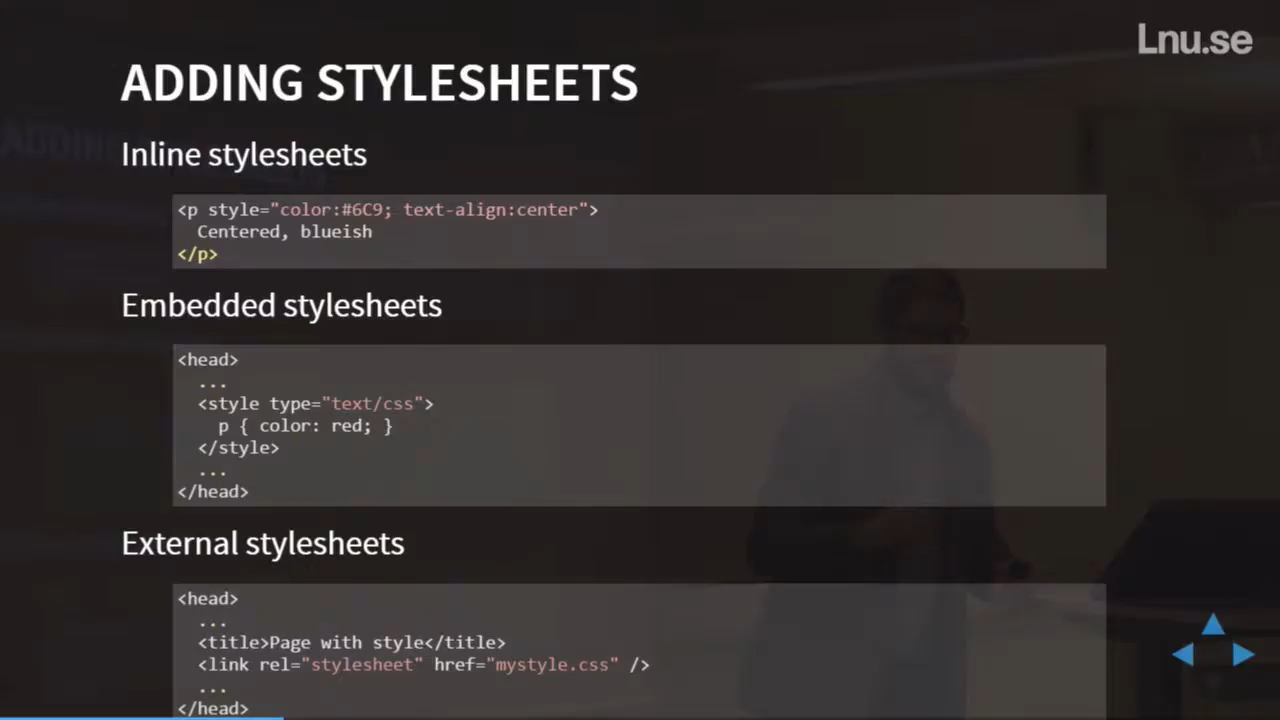 Lnu.se
ADDING STYLESHEETS
Inline stylesheets
<p style="color:#6C9; text-align:center">
Centered, blueish
</p>
Embedded stylesheets
<head>
...
<style type="text/css">
p { color: red; }
</style>
...
</head>
External stylesheets
<head>
...
<title>Page with style</title>
<link rel="stylesheet" href="mystyle.css" />
...
</head>